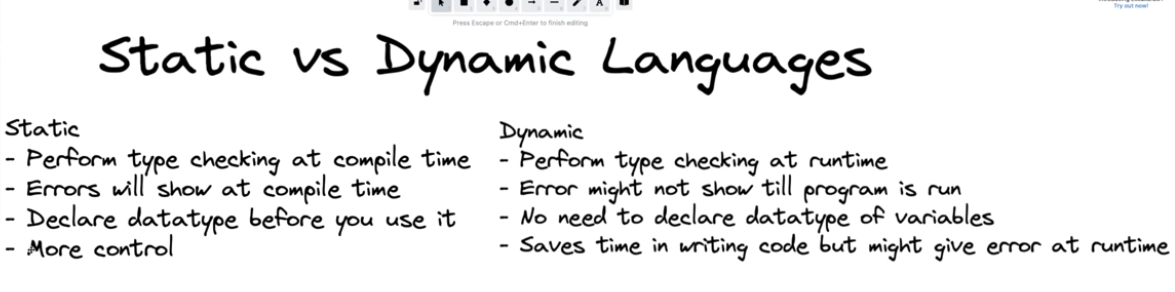 Try out now!
Press Escape or Cmd+Enter to finish editing
Static vs Dynamic Languages
Static
- Perform type checking at compile time
- Errors will show at compile time
- Declare datatype before you use it
- More control
Dynamic
- Perform type checking at runtime
- Error might not show till program is run
- No need to declare datatype of variables
- Saves time in writing code but might give error at runtime